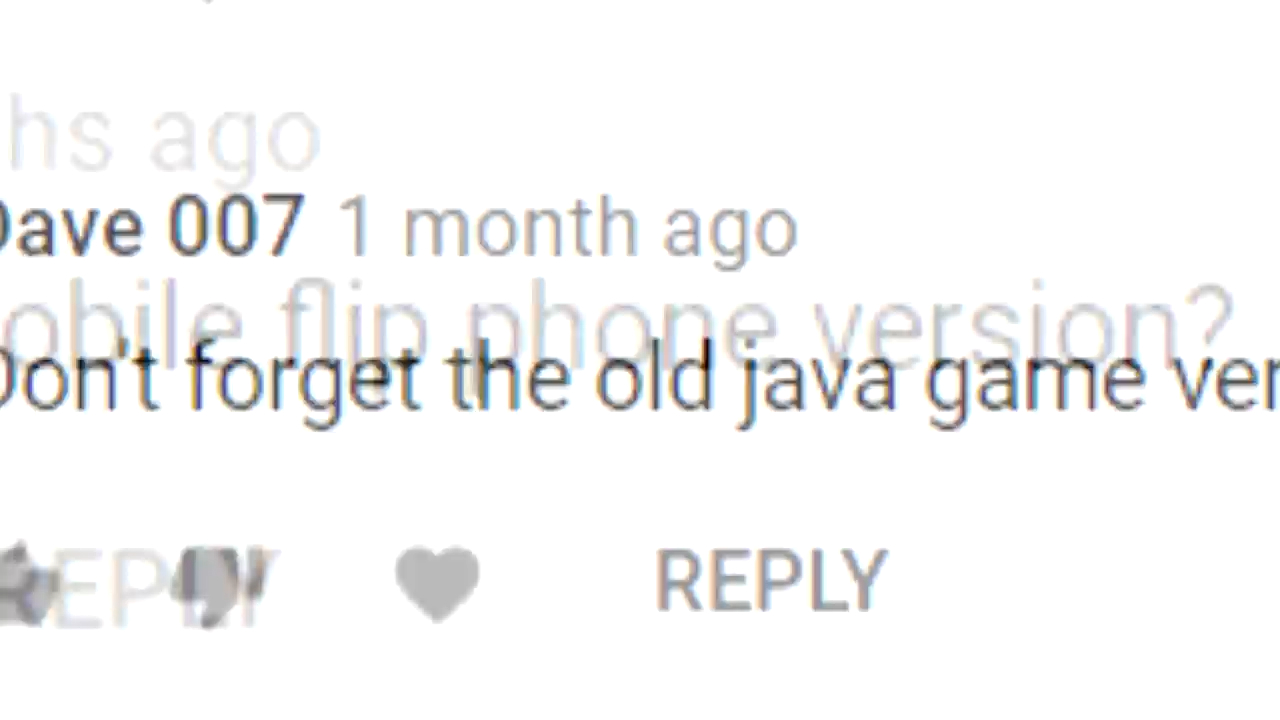 hs ago
Dave 007 1 month ago
obile flip phone version?
Don't forget the old java game ver
REPLY
REPLY